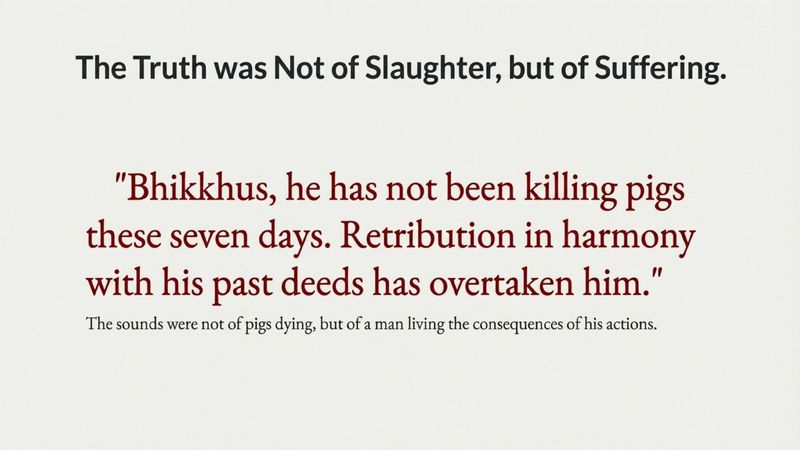 The Truth was Not of Slaughter, but of Suffering.
"Bhikkhus, he has not been killing pigs
these seven days. Retribution in harmony
with his past deeds has overtaken him."
The sounds were not of pigs dying, but of a man living the consequences of his actions.